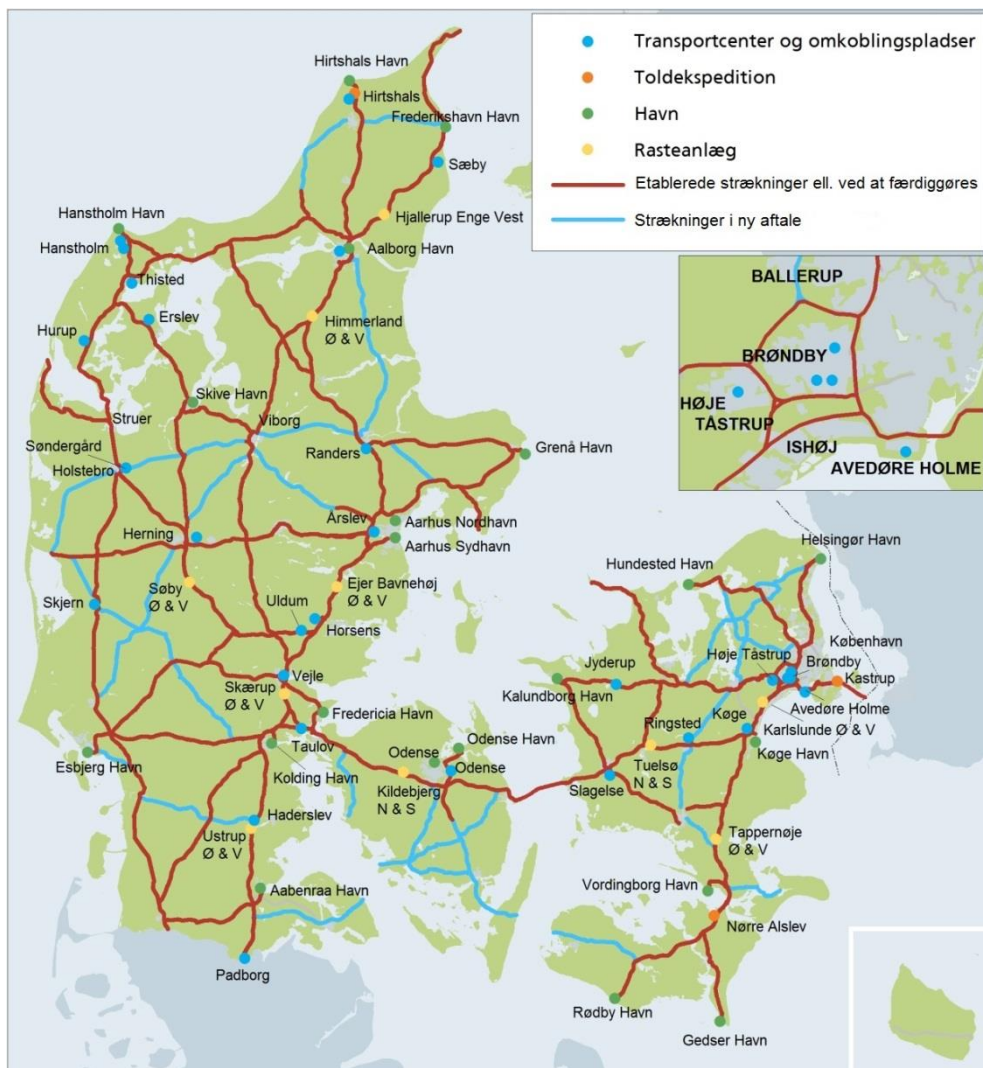 Transportcenter og omkoblingspladser
Toldekspedition
Havn
Rasteanlæg
Etablerede strækninger ell. ved at færdiggøres
Strækninger i ny aftale
Hirtshals Havn
Hirtshals
Frederikshavn Havn
Sæby
Hjallerup Enge Vest
Hanstholm Havn
Hanstholm
Aalborg Havn
Thisted
Erslev
Hurup
Himmerland
Ø & V
Skive Havn
Struer
Viborg
Søndergård
Holstebro
Randers
Grenå Havn
Årslev
Aarhus Nordhavn
Aarhus Sydhavn
Herning
Søby
Ø & V
Ejer Bavnehøj
Ø & V
Uldum
Horsens
Skjern
Vejle
Skærup
Ø & V
Fredericia Havn
Taulov
Kolding Havn
Esbjerg Havn
Odense
Odense Havn
Odense
Kildebjerg
N & S
Haderslev
Ustrup
Ø & V
Aabenraa Havn
Padborg
BALLERUP
BRØNDBY
HØJE
TÅSTRUP
ISHØJ
AVEDØRE HOLME
Helsingør Havn
Hundested Havn
København
Høje Tåstrup
Brøndby
Kastrup
Jyderup
Kalundborg Havn
Avedøre Holme
Ringsted
Køge
Karlslunde Ø & V
Køge Havn
Tuelsø
N & S
Slagelse
Tappernøje
Ø & V
Vordingborg Havn
Nørre Alslev
Rødby Havn
Gedser Havn